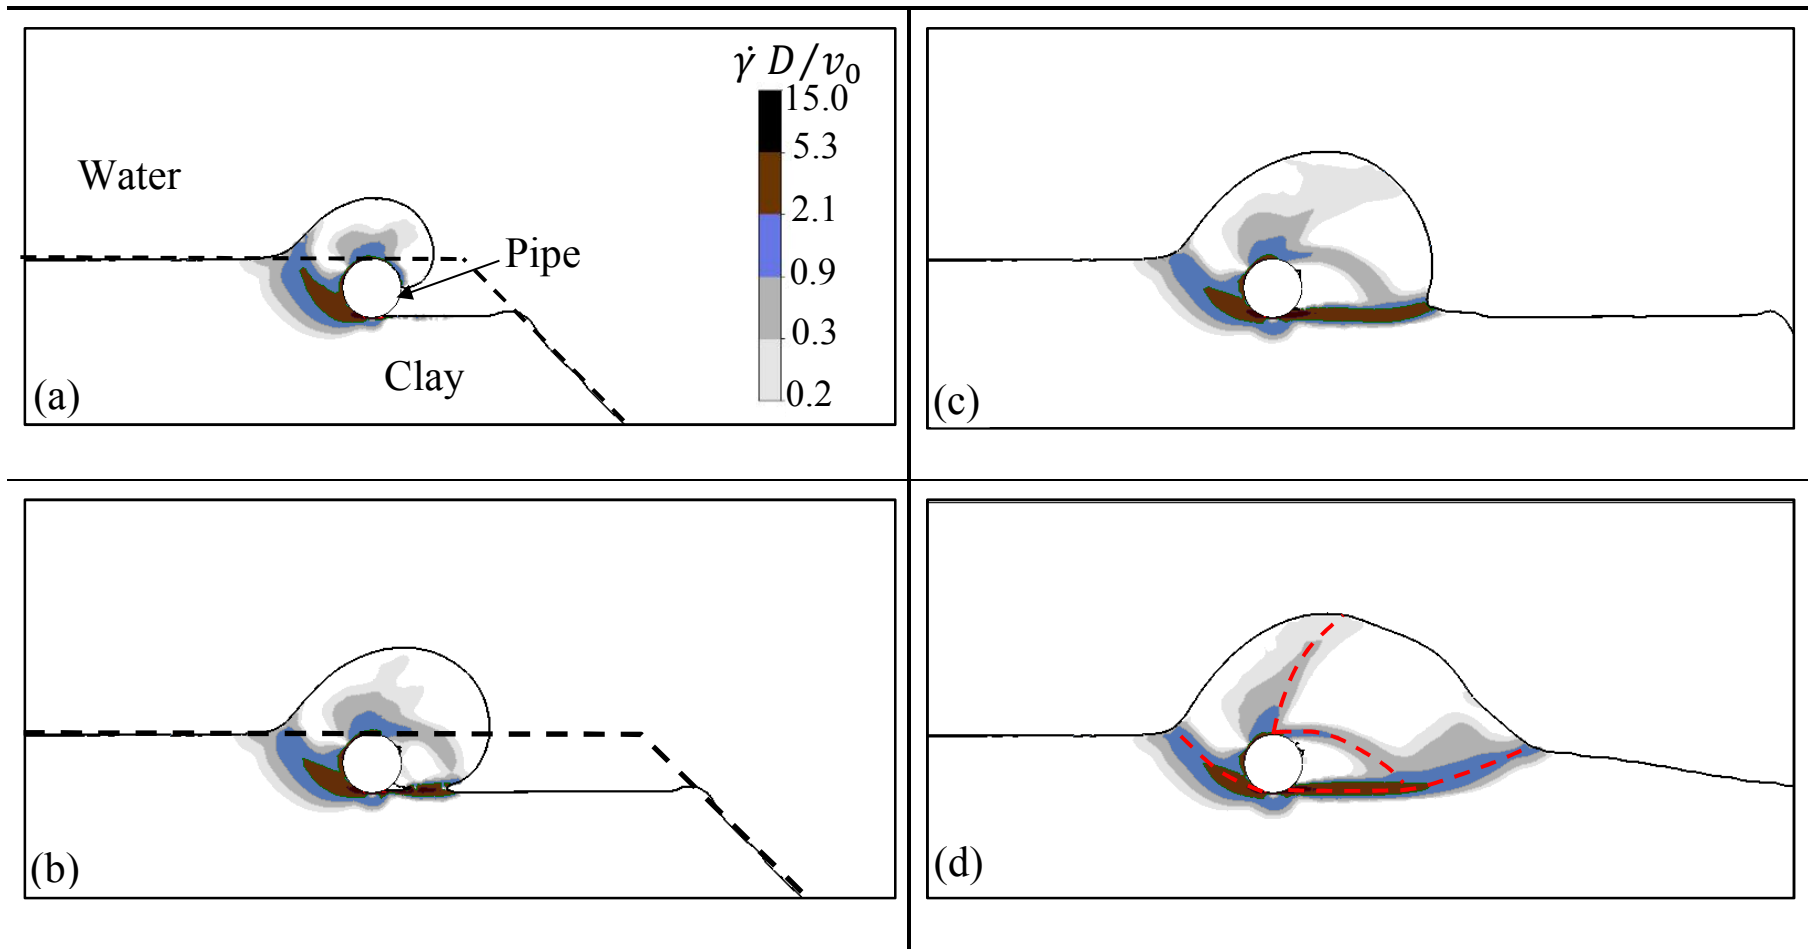 γ̇ D/v₀
15.0
5.3
Water
2.1
Pipe
0.9
0.3
Clay
0.2
(a)
(c)
(b)
(d)